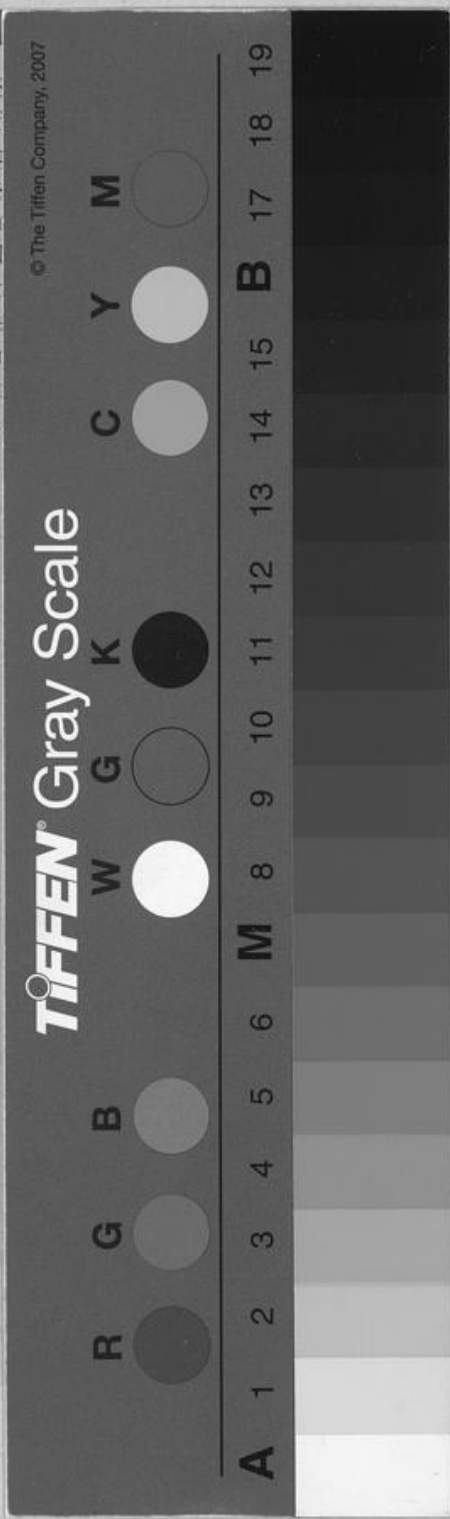 © The Tiffen Company, 2007
TIFFEN® Gray Scale
R G B W G K C Y M
A 1 2 3 4 5 6 M 8 9 10 11 12 13 14 15 B 17 18 19